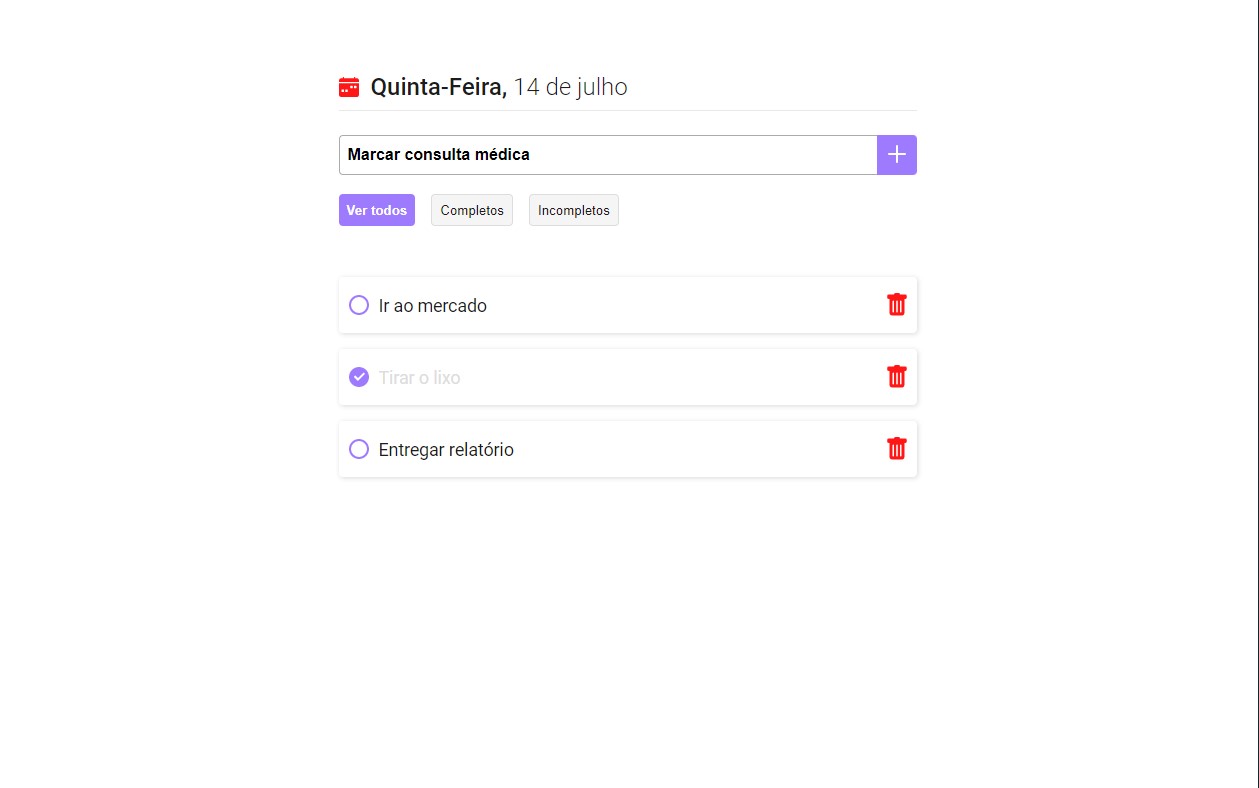 Quinta-Feira, 14 de julho
Marcar consulta médica
Ver todos Completos Incompletos
Ir ao mercado
Tirar o lixo
Entregar relatório